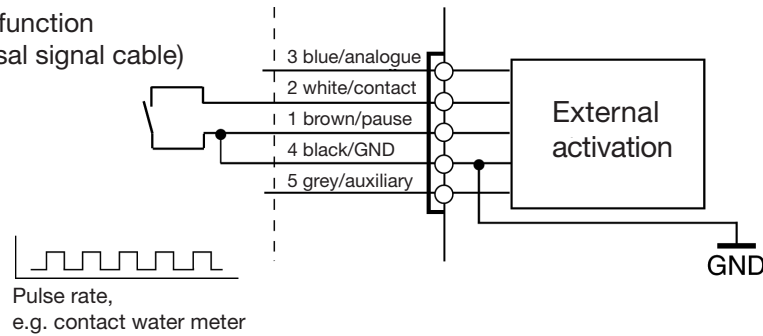 function
sal signal cable)
3 blue/analogue
2 white/contact
1 brown/pause
4 black/GND
5 grey/auxiliary
External
activation
GND
Pulse rate,
e.g. contact water meter